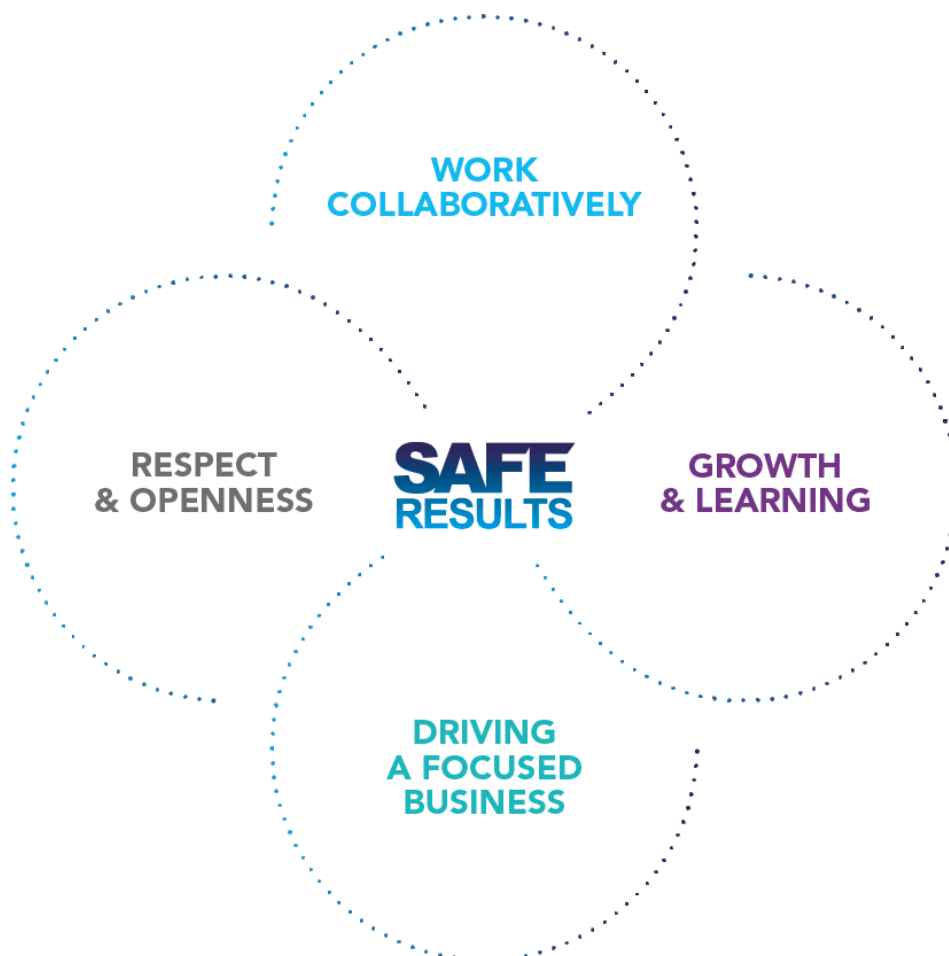 WORK
COLLABORATIVELY
RESPECT
& OPENNESS
SAFE
RESULTS
GROWTH
& LEARNING
DRIVING
A FOCUSED
BUSINESS